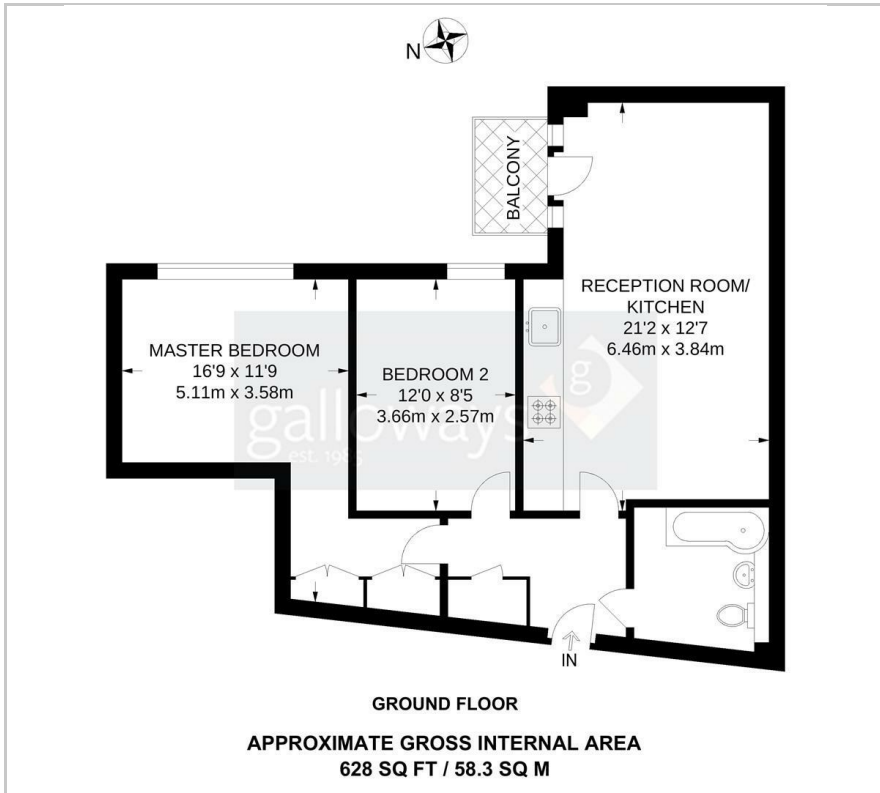 N
BALCONY
RECEPTION ROOM/
KITCHEN
21'2 x 12'7
6.46m x 3.84m
MASTER BEDROOM
16'9 x 11'9
5.11m x 3.58m
BEDROOM 2
12'0 x 8'5
3.66m x 2.57m
g
galloways
est. 1985
IN
GROUND FLOOR
APPROXIMATE GROSS INTERNAL AREA
628 SQ FT / 58.3 SQ M